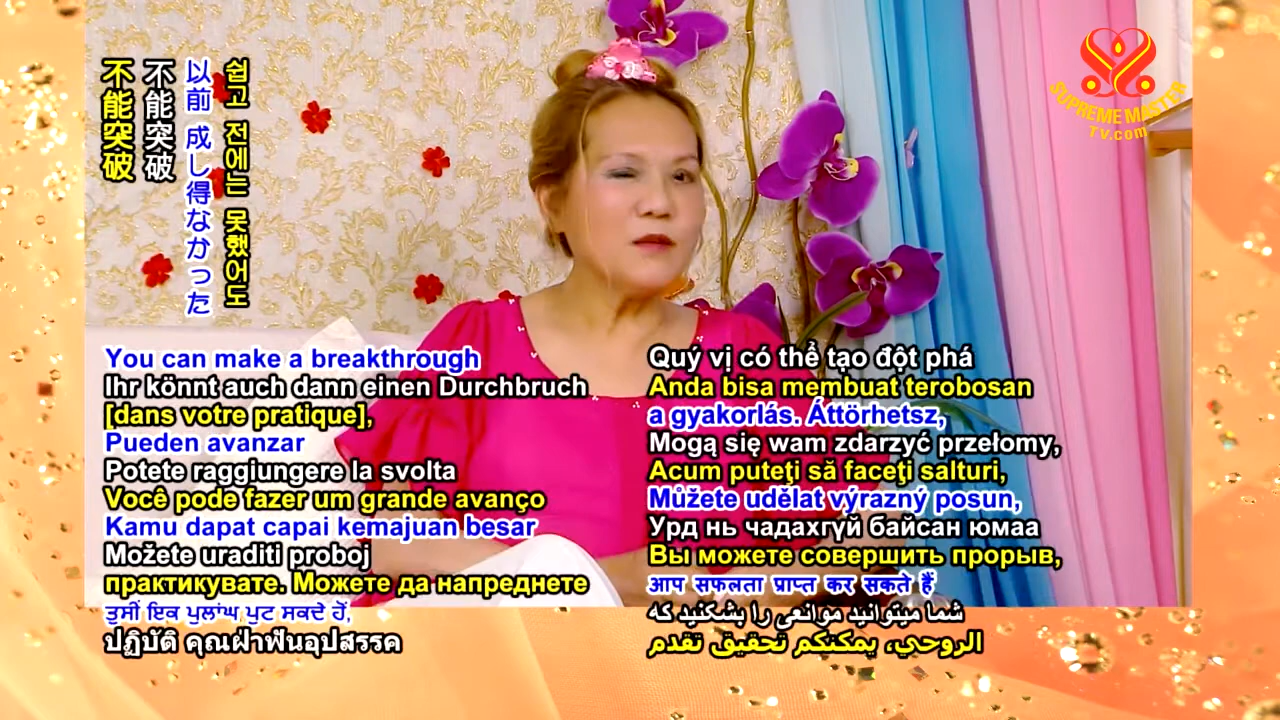 不能突破
不能突破
以前 成し得なかった
쉽고 전에는 못했어도
SUPREME MASTER
TV.com
You can make a breakthrough
Ihr könnt auch dann einen Durchbruch
[dans votre pratique],
Pueden avanzar
Potete raggiungere la svolta
Você pode fazer um grande avanço
Kamu dapat capai kemajuan besar
Možete uraditi proboj
практикувате. Можете да напреднете
ਤੁਸੀਂ ਇਕ ਪੁਲਾਂਘ ਪੁਟ ਸਕਦੇ ਹੋਂ,
ปฏิบัติ คุณฝ่าฟันอุปสรรค
Quý vị có thể tạo đột phá
Anda bisa membuat terobosan
a gyakorlás. Áttörhetsz,
Mogą się wam zdarzyć przełomy,
Acum puteţi să faceţi salturi,
Můžete udělat výrazný posun,
Урд нь чадахгүй байсан юмаа
Вы можете совершить прорыв,
आप सफलता प्राप्त कर सकते हैं
شما میتوانید موانعی را بشکنید که
الروحي، يمكنكم تحقيق تقدم